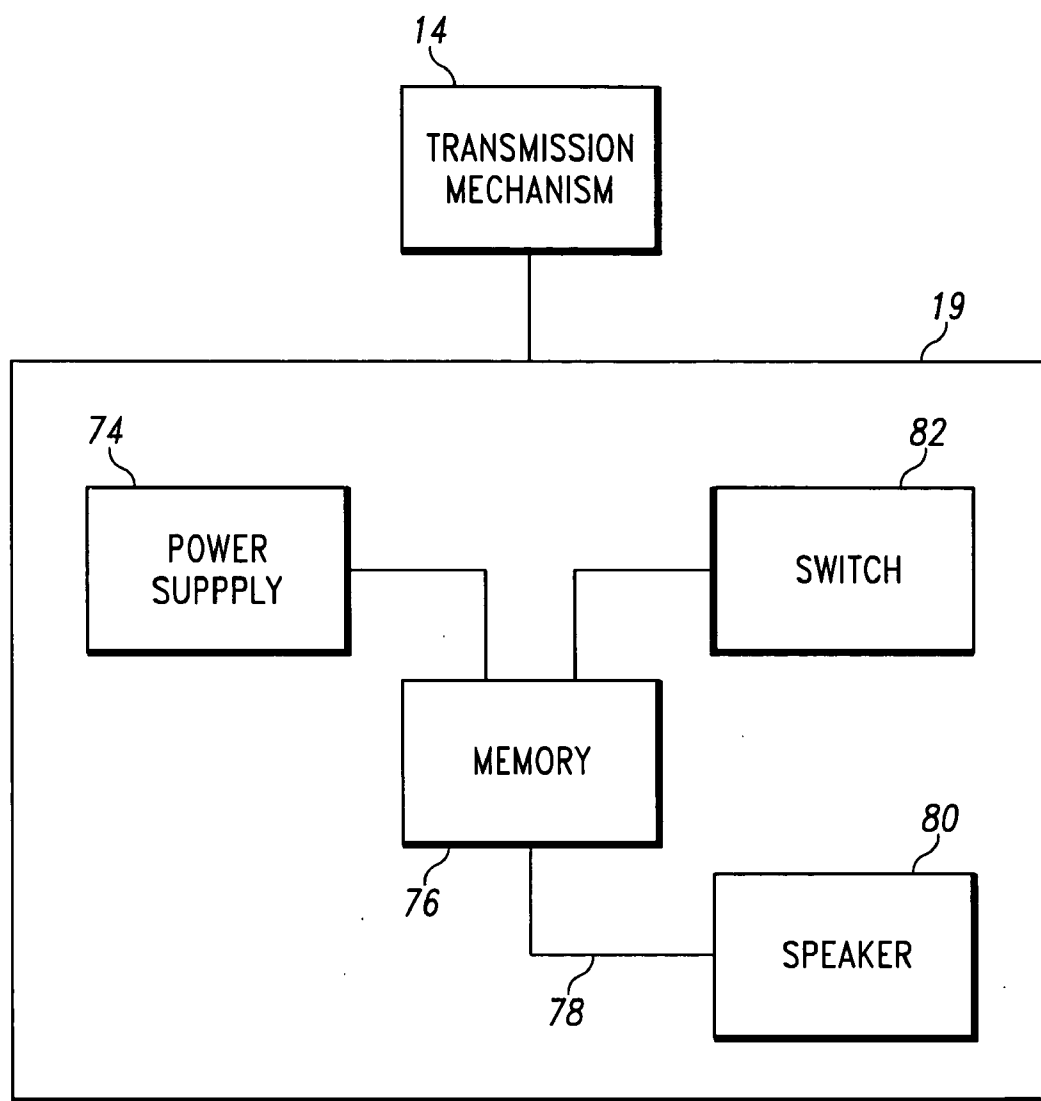 14
TRANSMISSION
MECHANISM
19
74
82
POWER
SUPPPLY
SWITCH
MEMORY
76
80
78
SPEAKER